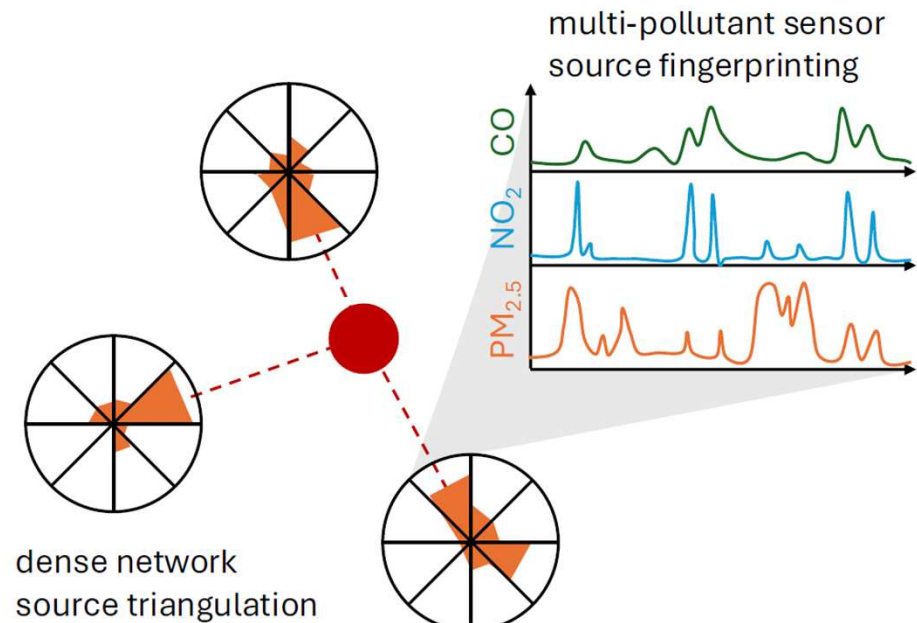 multi-pollutant sensor
source fingerprinting
CO
NO₂
PM₂.₅
dense network
source triangulation